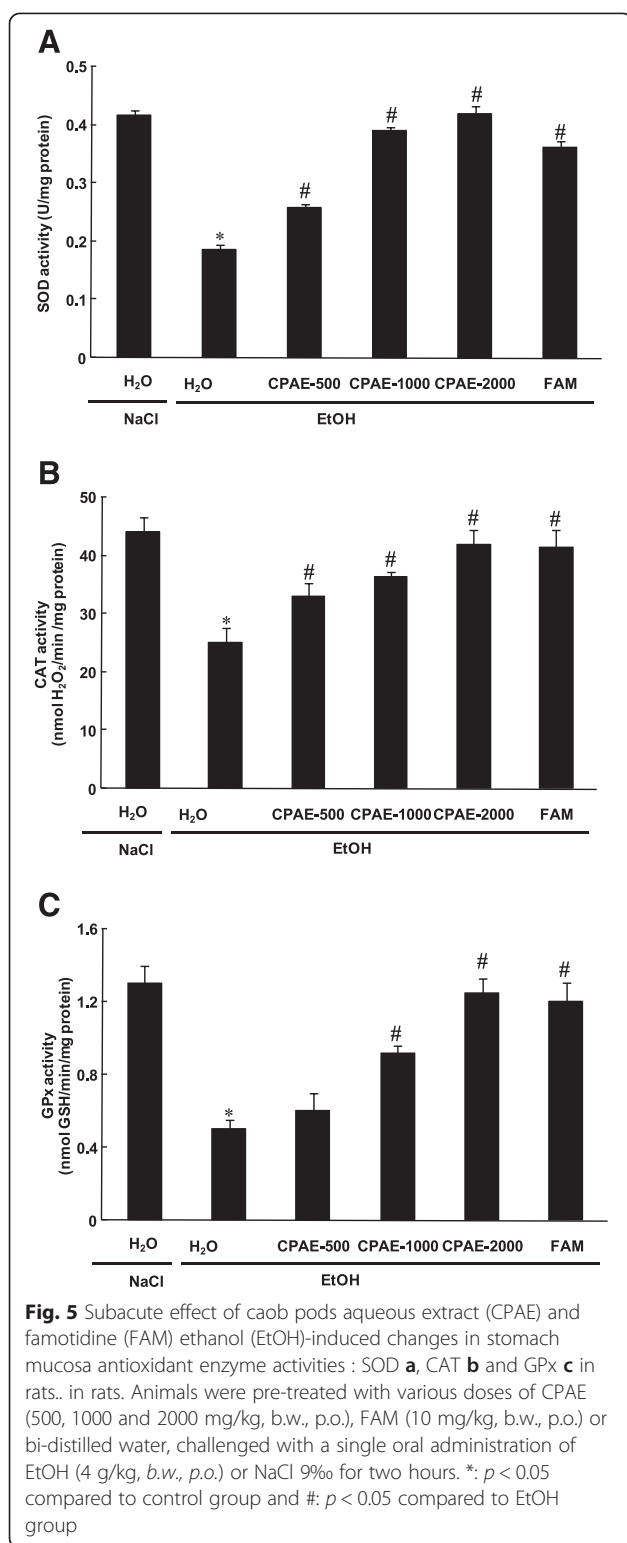 A
SOD activity (U/mg protein)
0.5
0.4
0.3
0.2
0.1
0
*
#
#
#
#
H₂O H₂O CPAE-500 CPAE-1000 CPAE-2000 FAM
NaCl EtOH
B
CAT activity
(nmol H₂O₂/min/mg protein)
50
40
30
20
10
0
*
#
#
#
#
H₂O H₂O CPAE-500 CPAE-1000 CPAE-2000 FAM
NaCl EtOH
C
GPx activity
(nmol GSH/min/mg protein)
1.6
1.2
0.8
0.4
0
*
#
#
#
H₂O H₂O CPAE-500 CPAE-1000 CPAE-2000 FAM
NaCl EtOH
Fig. 5 Subacute effect of caob pods aqueous extract (CPAE) and
famotidine (FAM) ethanol (EtOH)-induced changes in stomach
mucosa antioxidant enzyme activities : SOD a, CAT b and GPx c in
rats.. in rats. Animals were pre-treated with various doses of CPAE
(500, 1000 and 2000 mg/kg, b.w., p.o.), FAM (10 mg/kg, b.w., p.o.) or
bi-distilled water, challenged with a single oral administration of
EtOH (4 g/kg, b.w., p.o.) or NaCl 9‰ for two hours. *: p < 0.05
compared to control group and #: p < 0.05 compared to EtOH
group